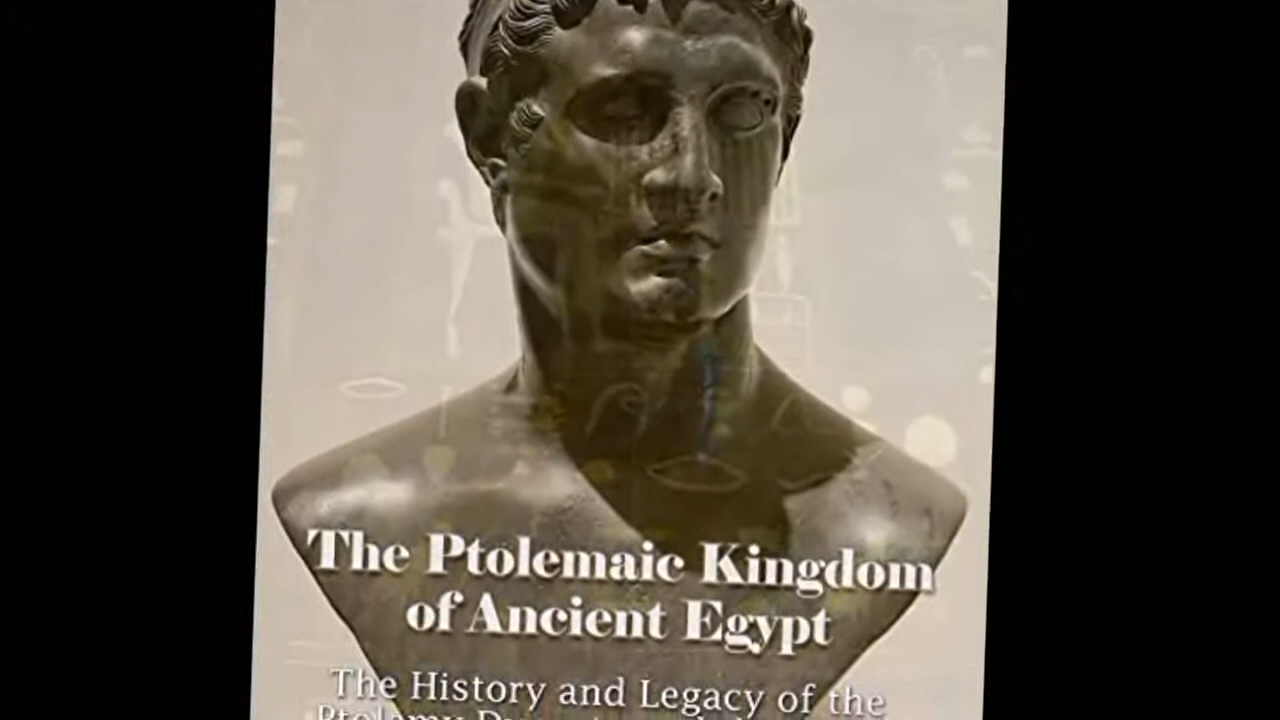 The Ptolemaic Kingdom
of Ancient Egypt
The History and Legacy of the